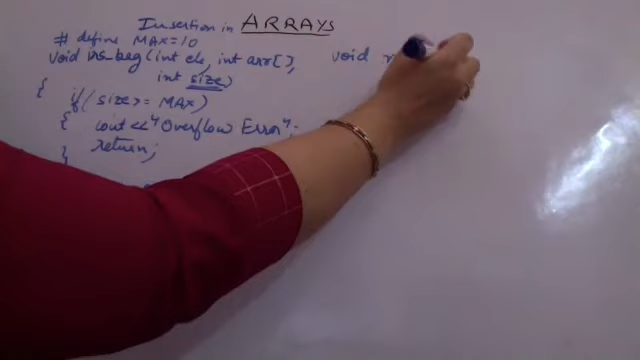 Insertion in ARRAYS
# define MAX=10
void ins_beg(int ele, int arr[],
int size)
{ if(size>=MAX)
{ cout<<"Overflow Error";
return;
}
void